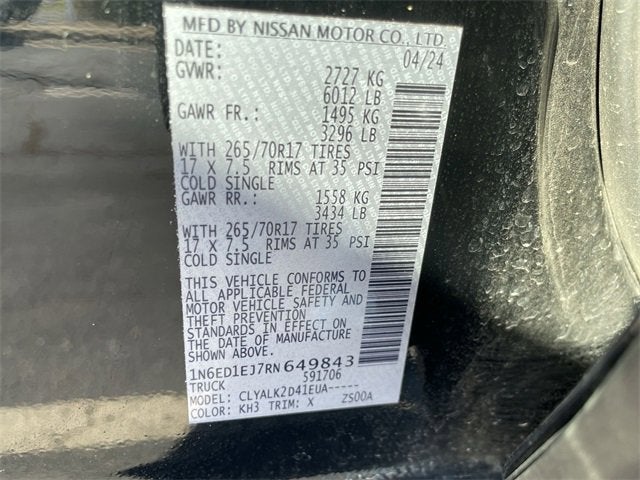 MFD BY NISSAN MOTOR CO., LTD.
DATE: 04/24
GVWR: 2727 KG
6012 LB
GAWR FR.: 1495 KG
3296 LB
WITH 265/70R17 TIRES
17 X 7.5 RIMS AT 35 PSI
COLD SINGLE
GAWR RR.: 1558 KG
3434 LB
WITH 265/70R17 TIRES
17 X 7.5 RIMS AT 35 PSI
COLD SINGLE
THIS VEHICLE CONFORMS TO
ALL APPLICABLE FEDERAL
MOTOR VEHICLE SAFETY AND
THEFT PREVENTION
STANDARDS IN EFFECT ON
THE DATE OF MANUFACTURE
SHOWN ABOVE.
1N6ED1EJ7RN649843
TRUCK 591706
MODEL: CLYALK2D41EUA-----
COLOR: KH3 TRIM: X ZS00A